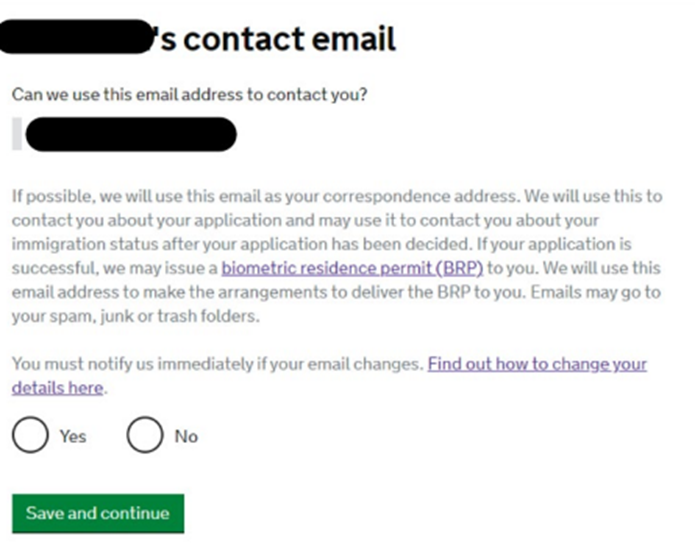 's contact email
Can we use this email address to contact you?
If possible, we will use this email as your correspondence address. We will use this to
contact you about your application and may use it to contact you about your
immigration status after your application has been decided. If your application is
successful, we may issue a biometric residence permit (BRP) to you. We will use this
email address to make the arrangements to deliver the BRP to you. Emails may go to
your spam, junk or trash folders.
You must notify us immediately if your email changes. Find out how to change your
details here.
Yes No
Save and continue